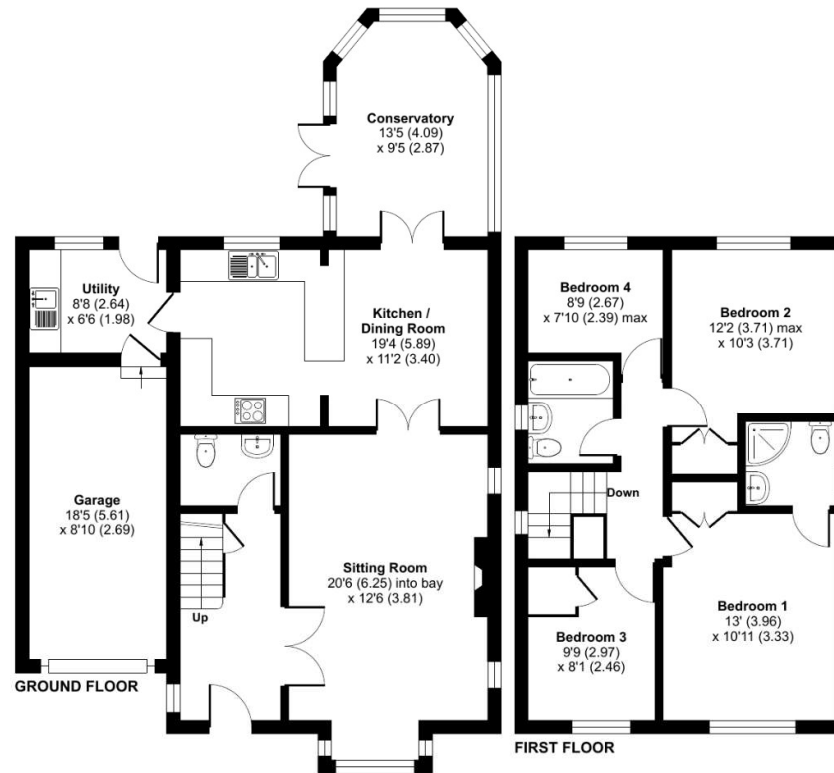 Conservatory
13'5 (4.09)
x 9'5 (2.87)
Utility
8'8 (2.64)
x 6'6 (1.98)
Kitchen /
Dining Room
19'4 (5.89)
x 11'2 (3.40)
Bedroom 4
8'9 (2.67)
x 7'10 (2.39) max
Bedroom 2
12'2 (3.71) max
x 10'3 (3.71)
Garage
18'5 (5.61)
x 8'10 (2.69)
Down
Sitting Room
20'6 (6.25) into bay
x 12'6 (3.81)
Up
Bedroom 1
13' (3.96)
x 10'11 (3.33)
Bedroom 3
9'9 (2.97)
x 8'1 (2.46)
GROUND FLOOR
FIRST FLOOR